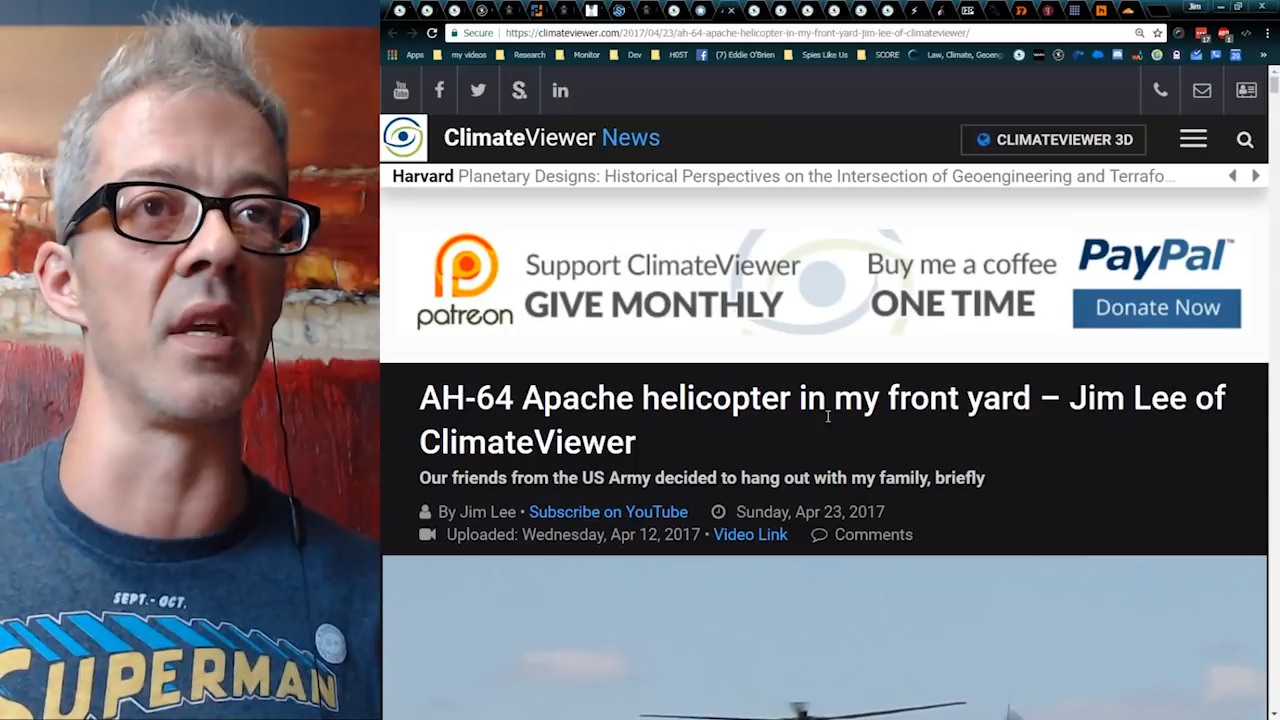 Jim
Secure
https://climateviewer.com/2017/04/23/ah-64-apache-helicopter-in-my-front-yard-jim-lee-of-climateviewer/
Apps my videos Research Monitor Dev H0ST (7) Eddie O'Brien Spies Like Us SCORE Law, Climate, Geoeng
ClimateViewer News
CLIMATEVIEWER 3D
Harvard Planetary Designs: Historical Perspectives on the Intersection of Geoengineering and Terrafo...
patreon
Support ClimateViewer
GIVE MONTHLY
Buy me a coffee
ONE TIME
PayPal™
Donate Now
AH-64 Apache helicopter in my front yard – Jim Lee of
ClimateViewer
Our friends from the US Army decided to hang out with my family, briefly
By Jim Lee • Subscribe on YouTube Sunday, Apr 23, 2017
Uploaded: Wednesday, Apr 12, 2017 • Video Link Comments
SEPT.-OCT.
SUPERMAN